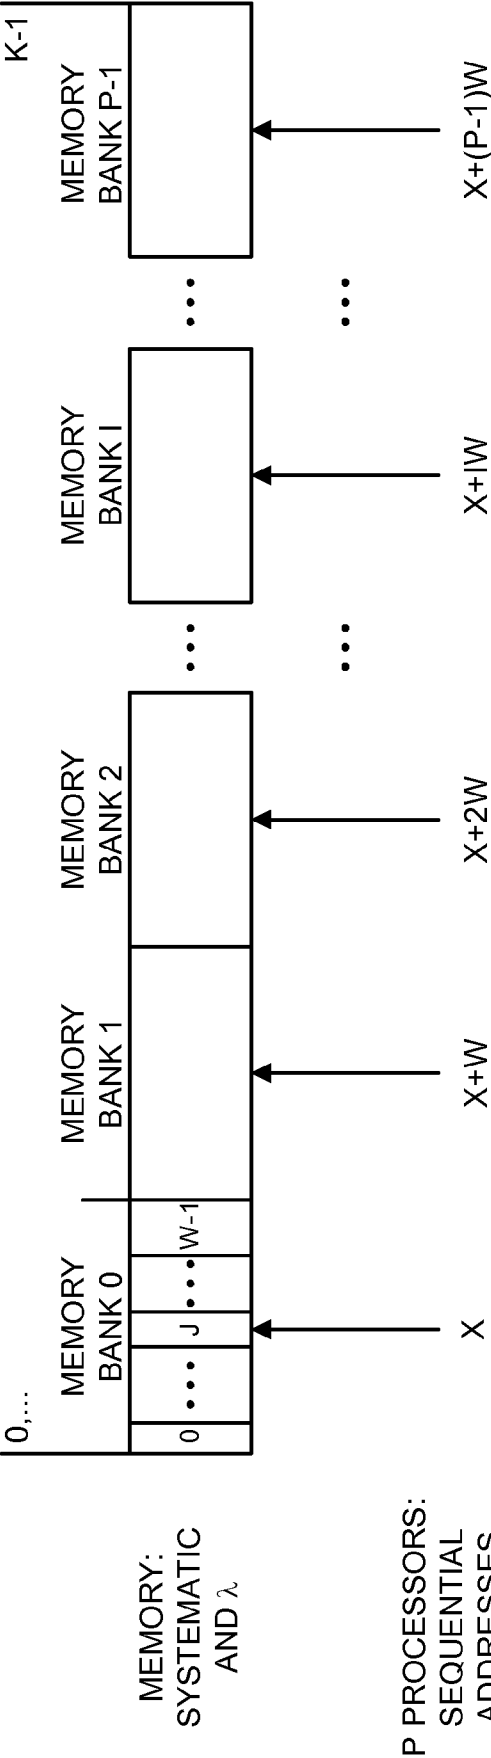 0,...
K-1
MEMORY
BANK 0
MEMORY
BANK 1
MEMORY
BANK 2
MEMORY
BANK I
MEMORY
BANK P-1
MEMORY:
SYSTEMATIC
AND λ
0 ••• J ••• W-1 ••• •••
••• •••
P PROCESSORS:
SEQUENTIAL
ADDRESSES
X
X+W
X+2W
X+IW
X+(P-1)W